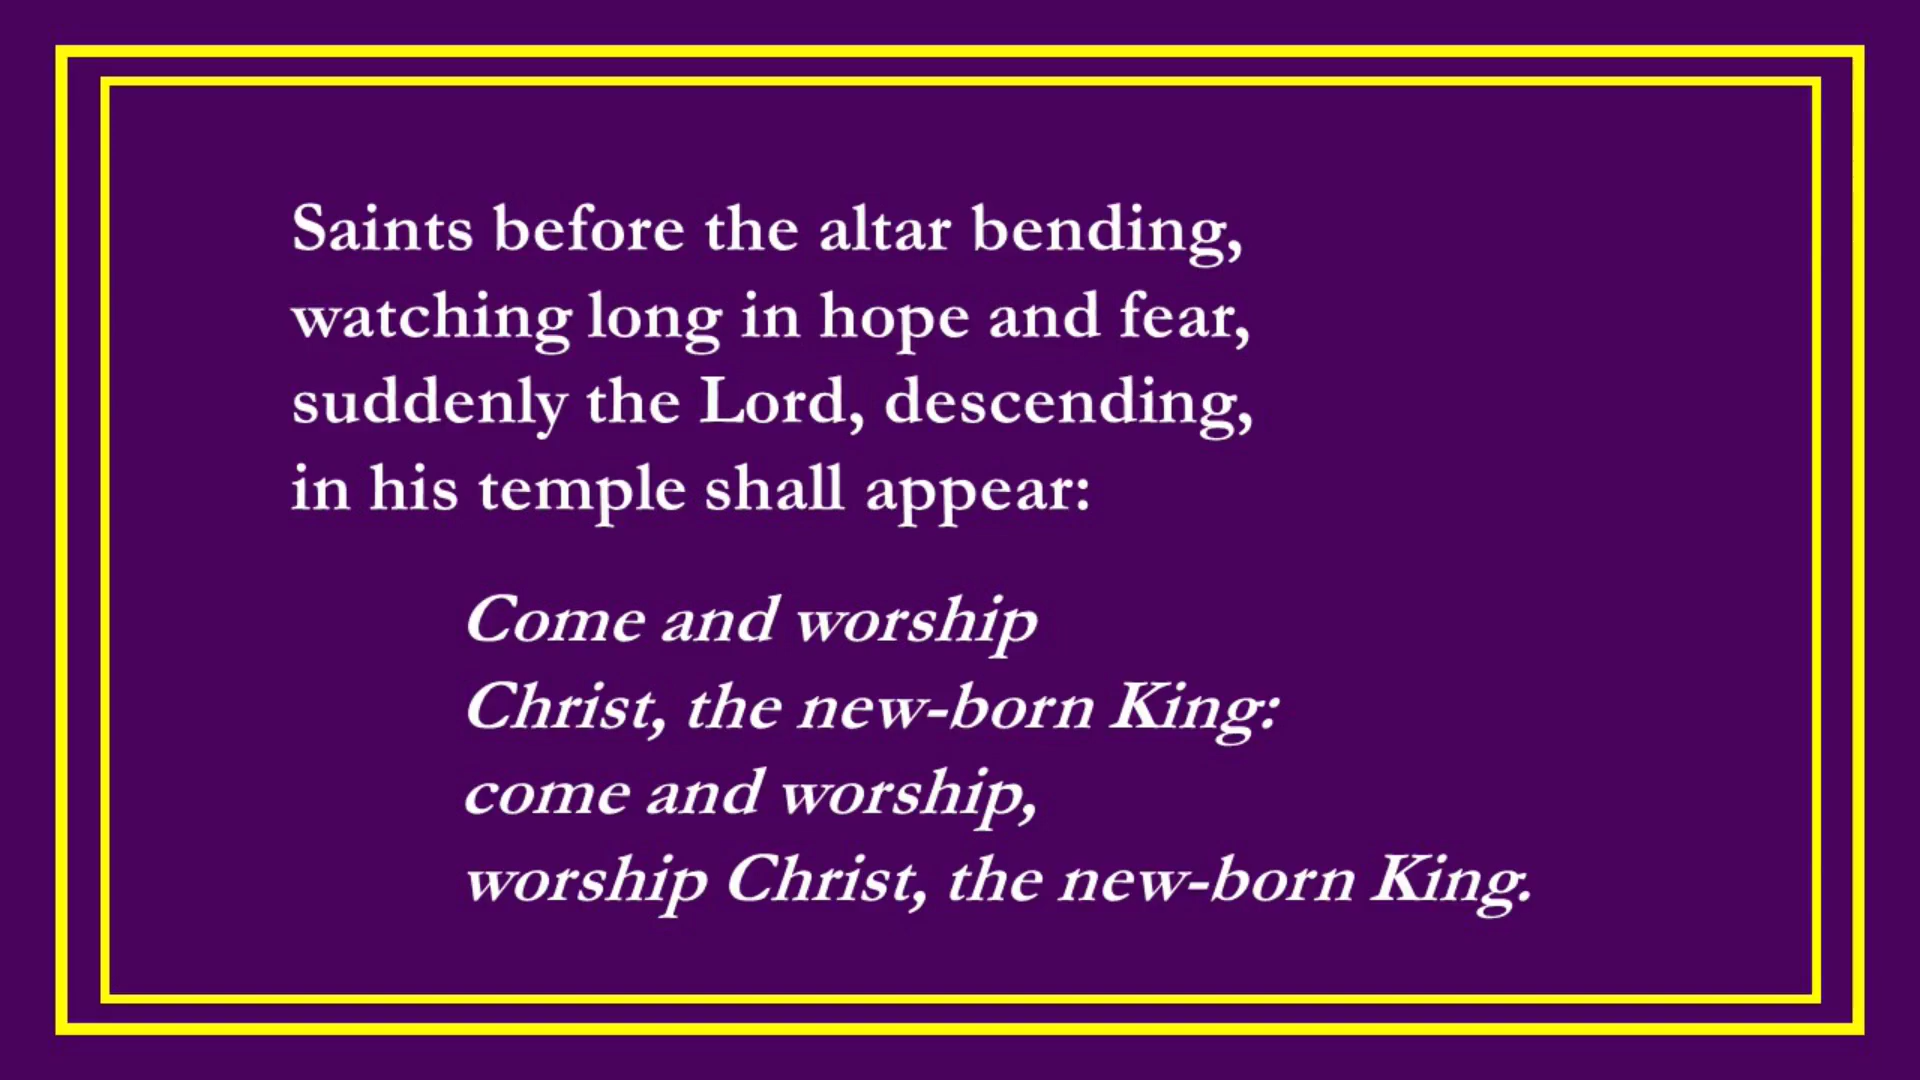 Saints before the altar bending,
watching long in hope and fear,
suddenly the Lord, descending,
in his temple shall appear:
Come and worship
Christ, the new-born King:
come and worship,
worship Christ, the new-born King.